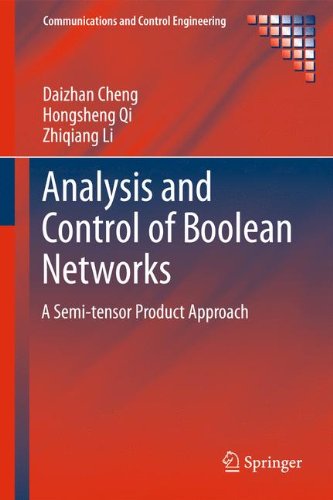 Communications and Control Engineering
Daizhan Cheng
Hongsheng Qi
Zhiqiang Li
Analysis and
Control of Boolean
Networks
A Semi-tensor Product Approach
Springer